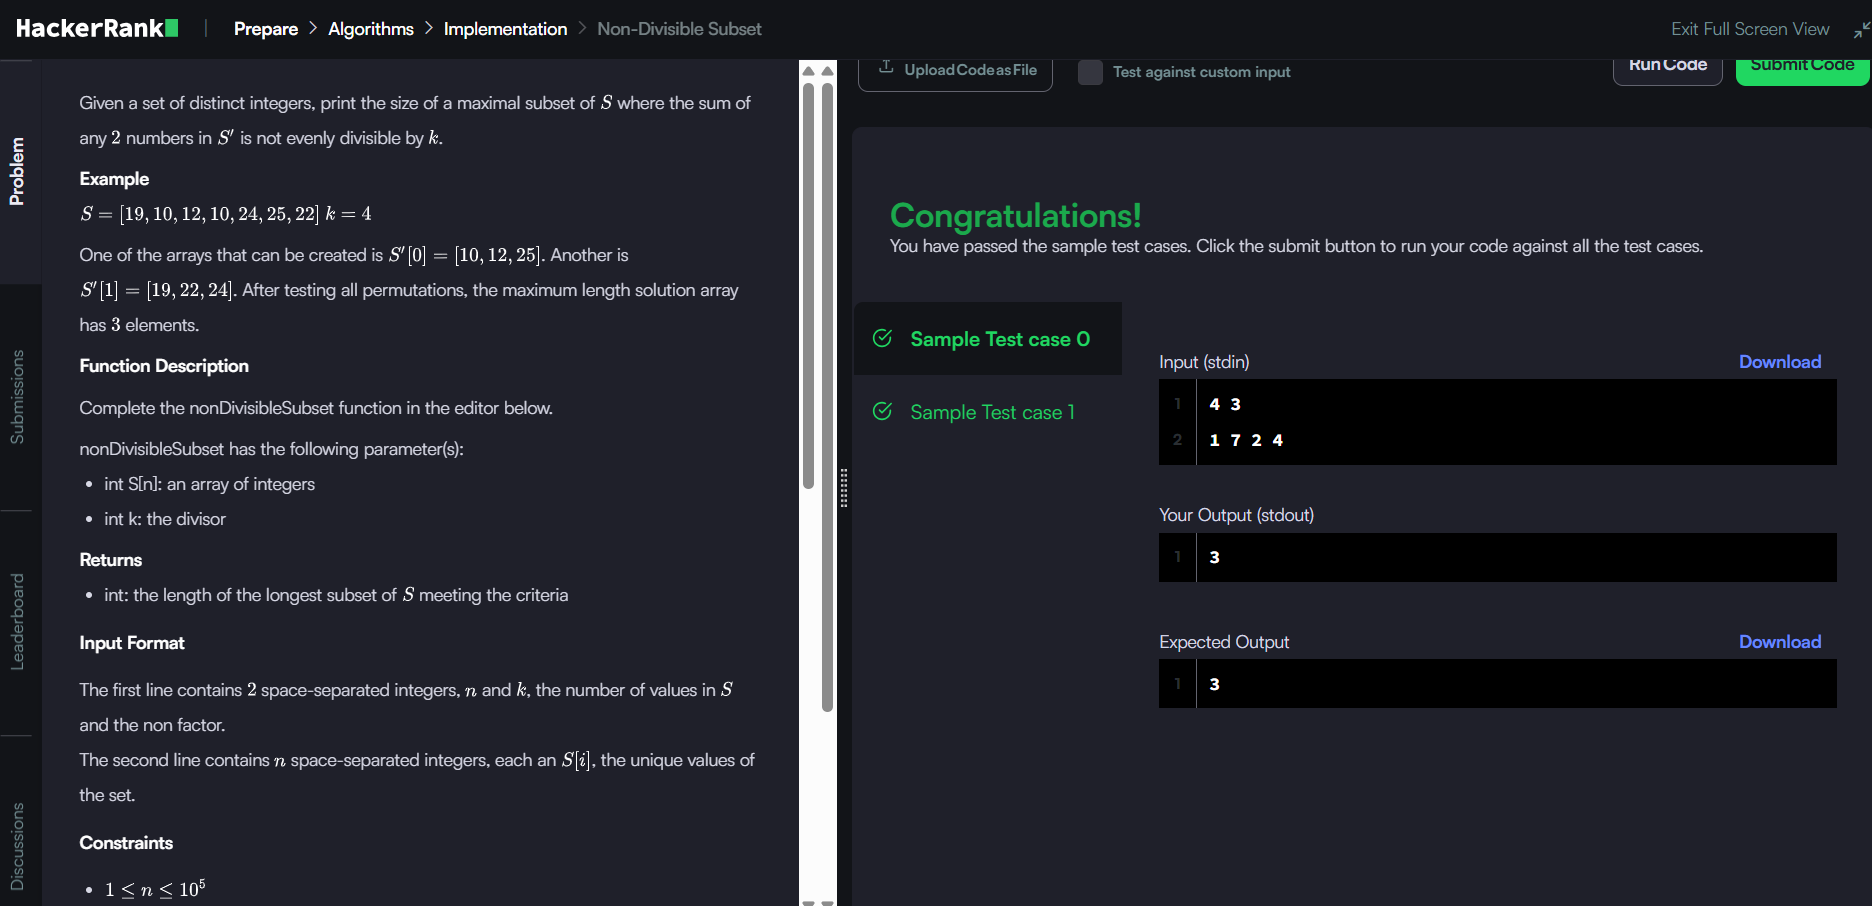 HackerRank
Prepare > Algorithms > Implementation > Non-Divisible Subset
Exit Full Screen View
Problem
Submissions
Leaderboard
Discussions
Given a set of distinct integers, print the size of a maximal subset of S where the sum of
any 2 numbers in S′ is not evenly divisible by k.
Example
S = [19, 10, 12, 10, 24, 25, 22] k = 4
One of the arrays that can be created is S′[0] = [10, 12, 25]. Another is
S′[1] = [19, 22, 24]. After testing all permutations, the maximum length solution array
has 3 elements.
Function Description
Complete the nonDivisibleSubset function in the editor below.
nonDivisibleSubset has the following parameter(s):
• int S[n]: an array of integers
• int k: the divisor
Returns
• int: the length of the longest subset of S meeting the criteria
Input Format
The first line contains 2 space-separated integers, n and k, the number of values in S
and the non factor.
The second line contains n space-separated integers, each an S[i], the unique values of
the set.
Constraints
• 1 ≤ n ≤ 10⁵
Upload Code as File
Test against custom input
Run Code
Submit Code
Congratulations!
You have passed the sample test cases. Click the submit button to run your code against all the test cases.
Sample Test case 0
Sample Test case 1
Input (stdin)
Download
1 4 3
2 1 7 2 4
Your Output (stdout)
1 3
Expected Output
Download
1 3